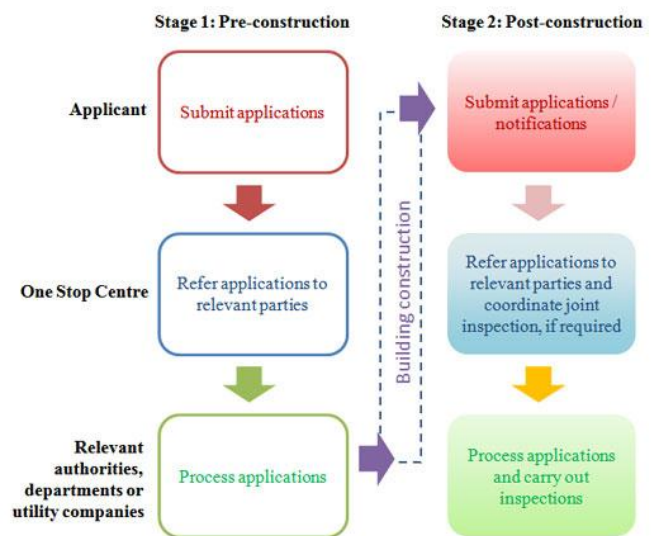 Stage 1: Pre-construction
Stage 2: Post-construction
Applicant
Submit applications
Submit applications /
notifications
One Stop Centre
Refer applications to
relevant parties
Building construction
Refer applications to
relevant parties and
coordinate joint
inspection, if required
Relevant
authorities,
departments or
utility companies
Process applications
Process applications
and carry out
inspections